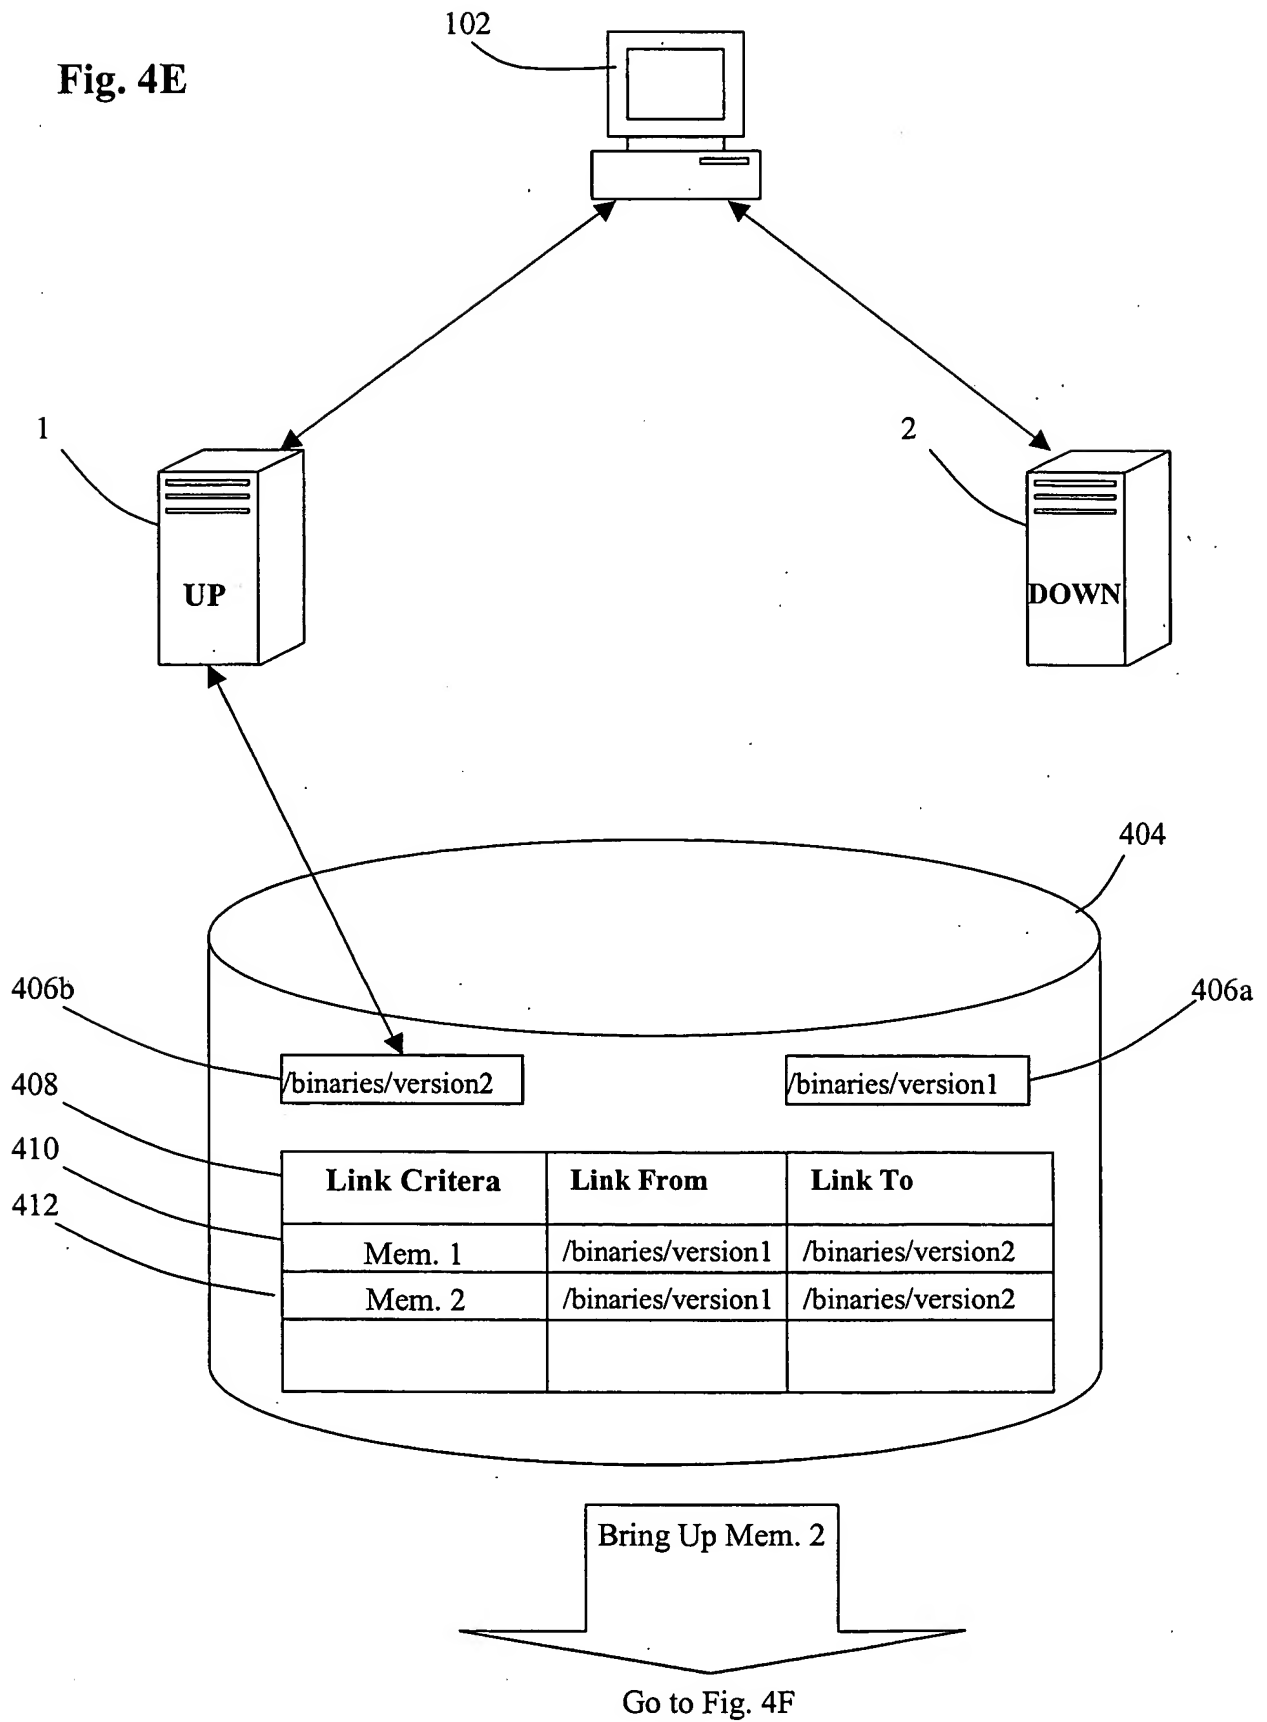 102
Fig. 4E
1
2
UP
DOWN
404
406b
406a
/binaries/version2
/binaries/version1
408
410
412
Link Critera Link From Link To
Mem. 1 /binaries/version1 /binaries/version2
Mem. 2 /binaries/version1 /binaries/version2
Bring Up Mem. 2
Go to Fig. 4F